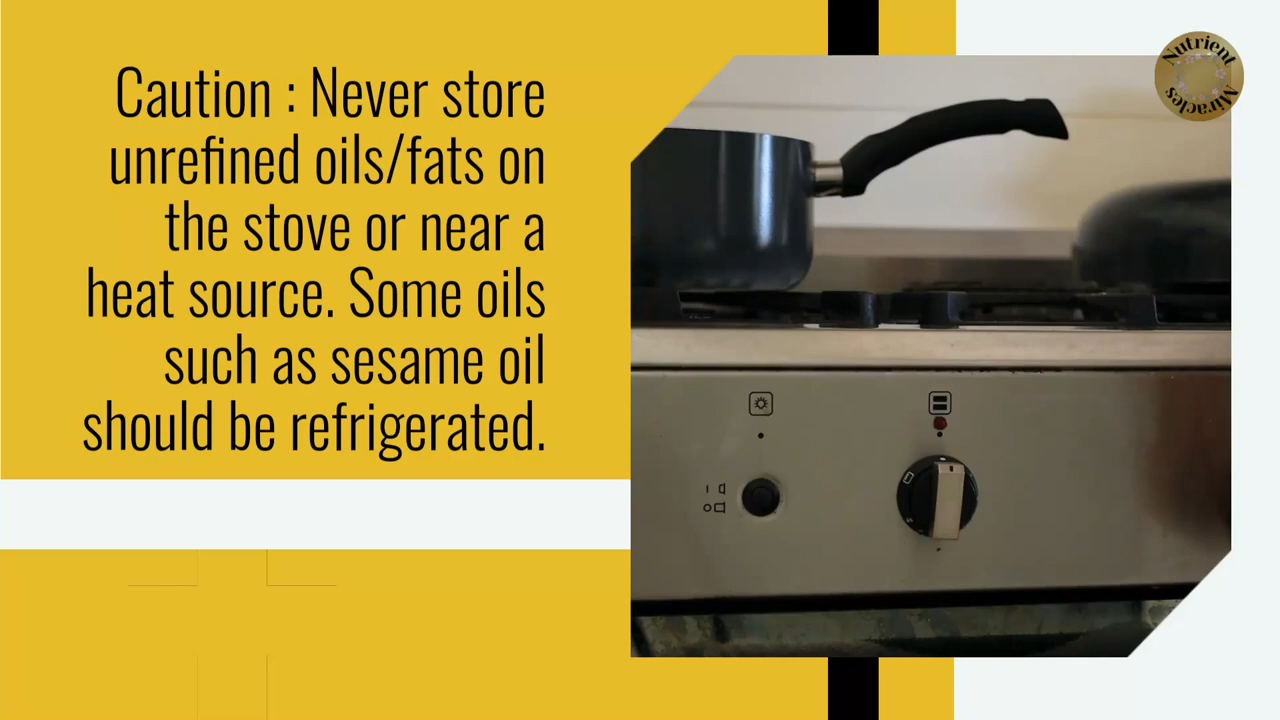 Caution : Never store
unrefined oils/fats on
the stove or near a
heat source. Some oils
such as sesame oil
should be refrigerated.
Nutrient
Miracles